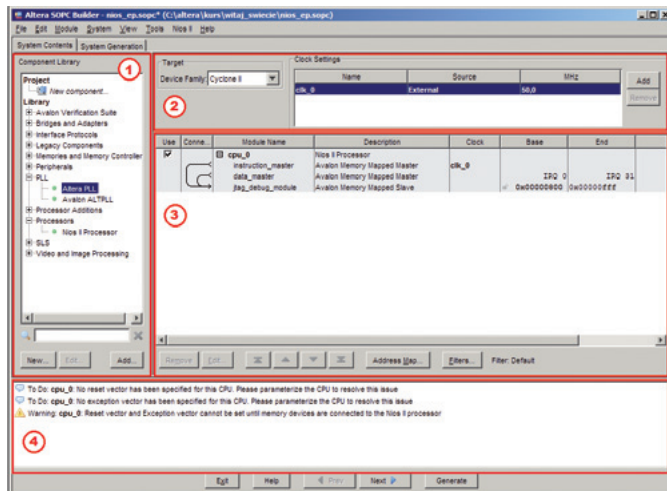 Altera SOPC Builder - nios_ep.sopc* (C:\altera\kurs\witaj_swiecie\nios_ep.sopc)
File Edit Module System View Tools Nios II Help
System Contents System Generation
Component Library
1
Project
New component...
Library
Avalon Verification Suite
Bridges and Adapters
Interface Protocols
Legacy Components
Memories and Memory Controller
Peripherals
PLL
Altera PLL
Avalon ALTPLL
Processor Additions
Processors
Nios II Processor
SLS
Video and Image Processing
New... Edit... Add...
Target
Device Family: Cyclone II
2
Clock Settings
Name Source MHz
clk_0 External 50,0
Add
Remove
Use Conne... Module Name Description Clock Base End
cpu_0 Nios II Processor
instruction_master Avalon Memory Mapped Master clk_0
data_master Avalon Memory Mapped Master IRQ 0 IRQ 31
jtag_debug_module Avalon Memory Mapped Slave 0x00000800 0x00000fff
3
Remove Edit... Address Map... Filters... Filter: Default
To Do: cpu_0: No reset vector has been specified for this CPU. Please parameterize the CPU to resolve this issue
To Do: cpu_0: No exception vector has been specified for this CPU. Please parameterize the CPU to resolve this issue
Warning: cpu_0: Reset vector and Exception vector cannot be set until memory devices are connected to the Nios II processor
4
Exit Help Prev Next Generate